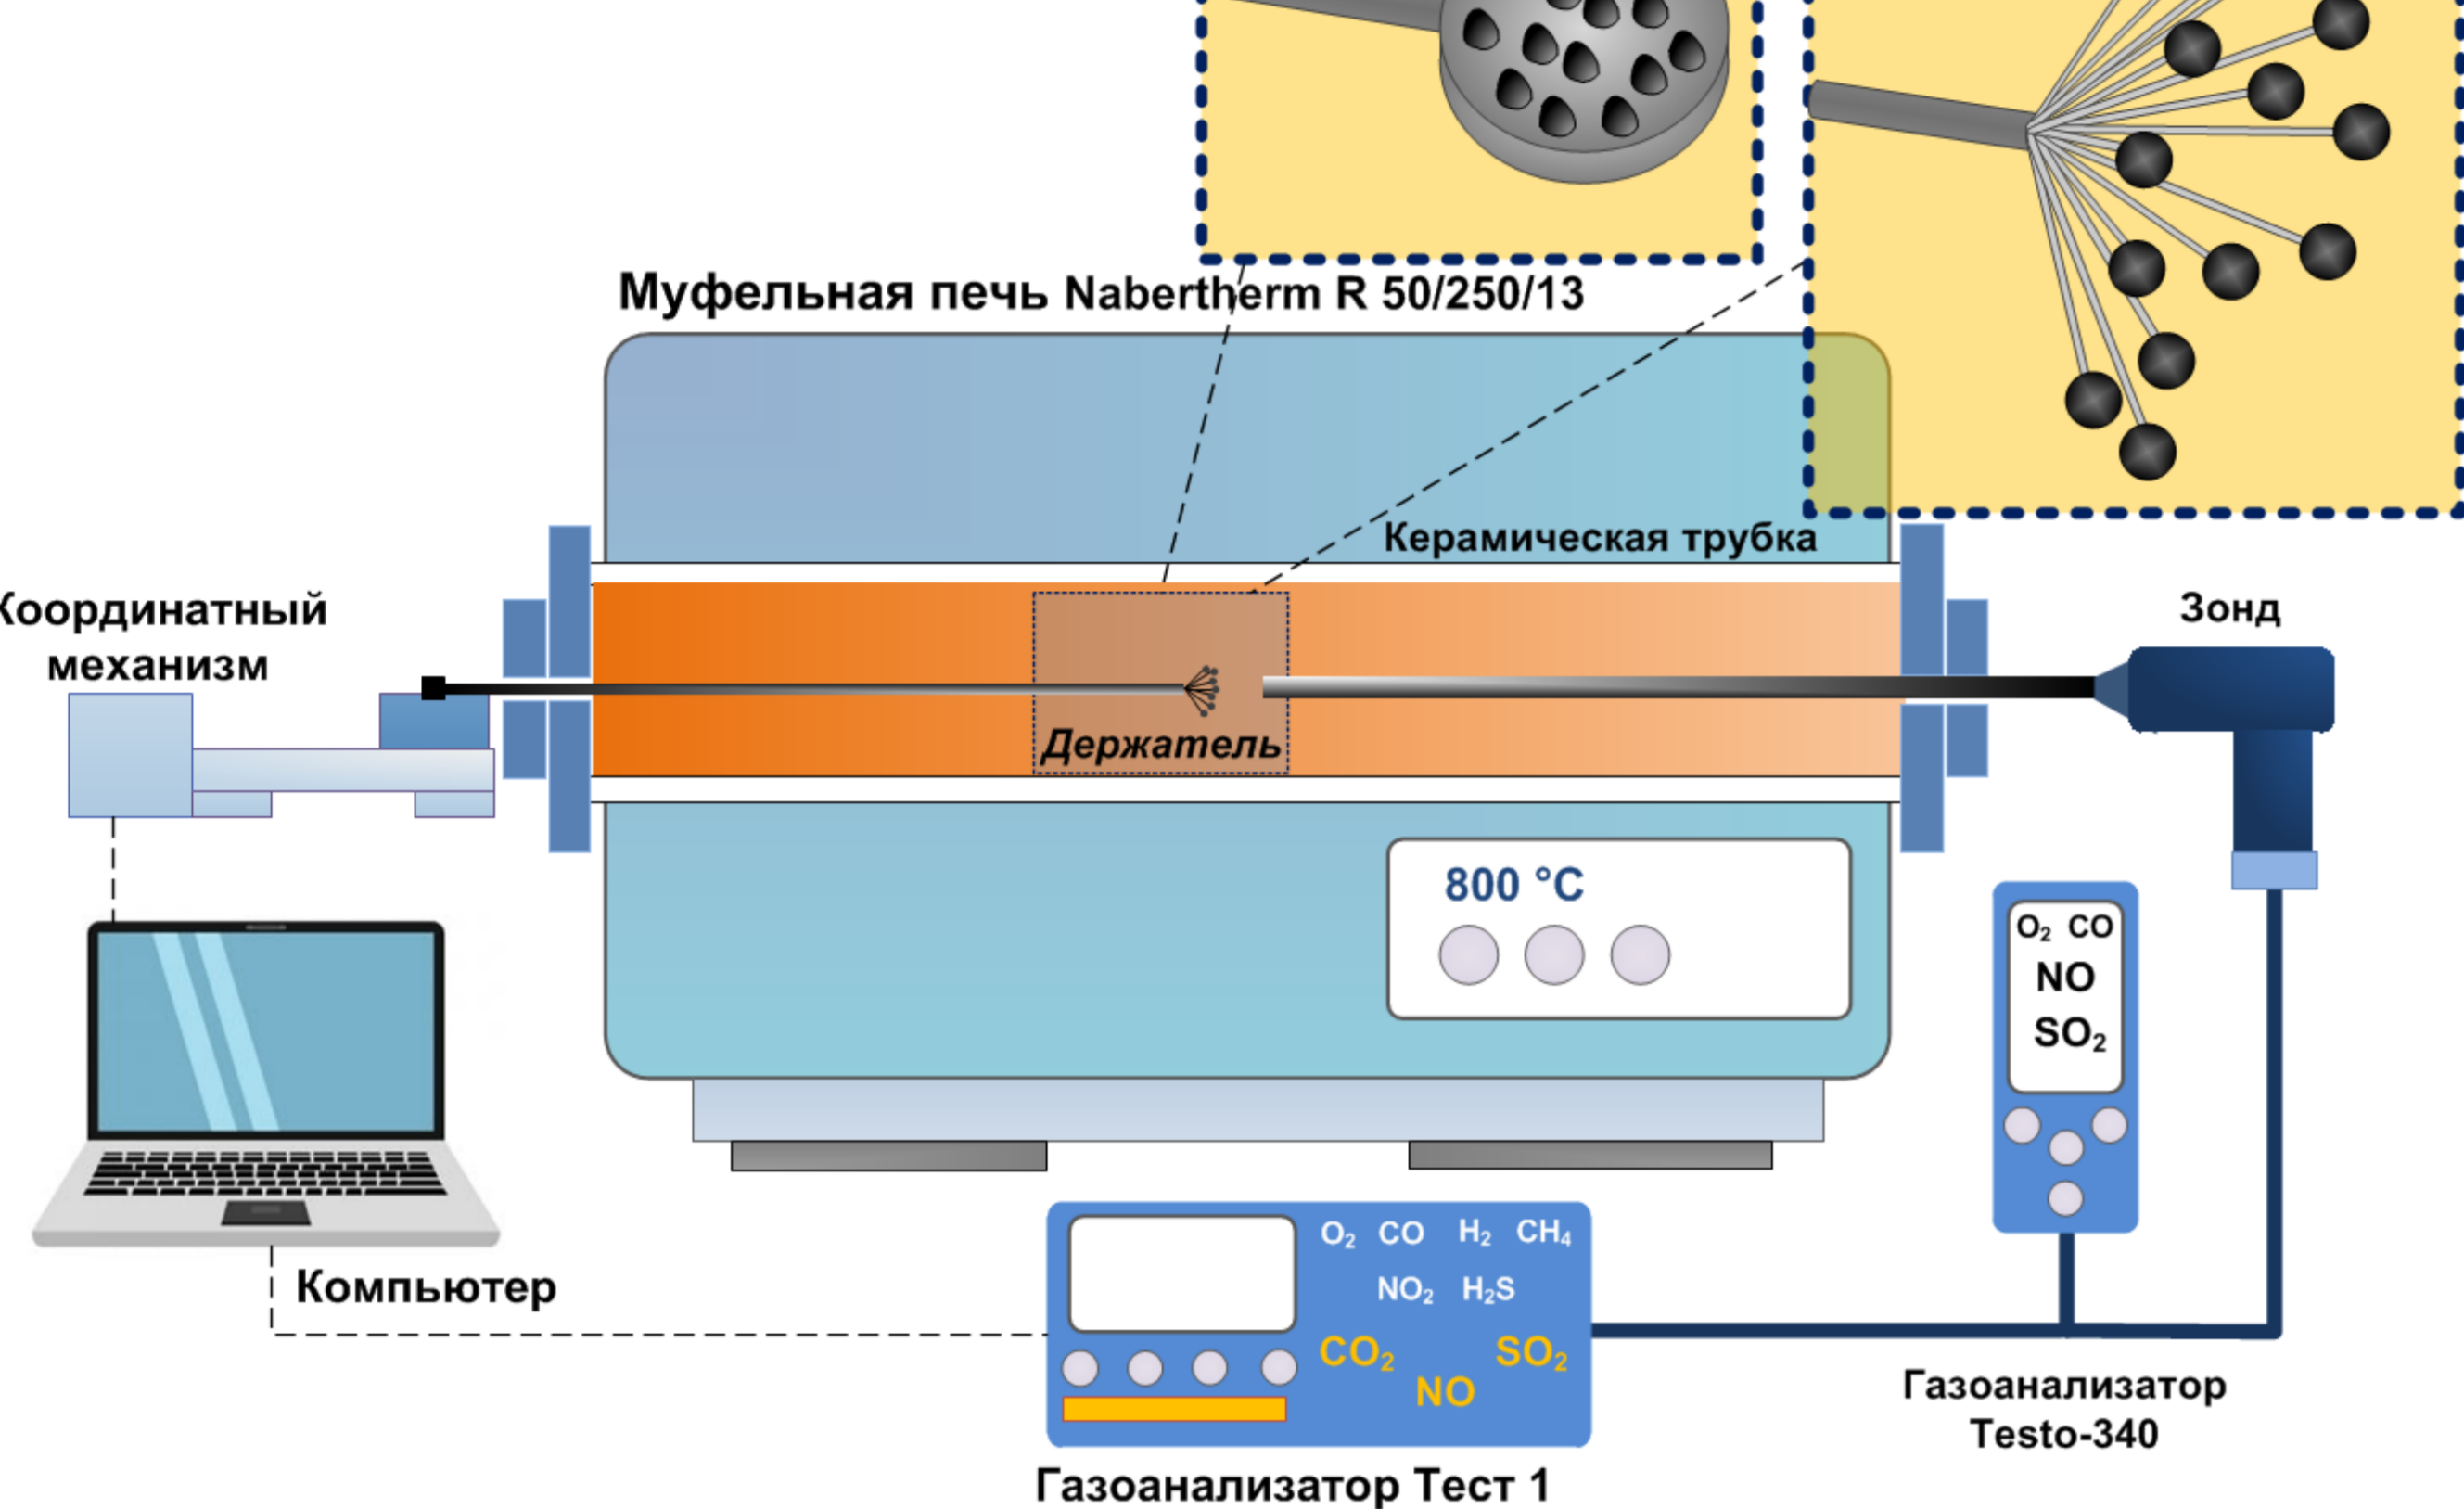 Муфельная печь Nabertherm R 50/250/13
Керамическая трубка
Координатный
механизм
Зонд
Держатель
800 °C
O₂ CO
NO
SO₂
Компьютер
O₂ CO H₂ CH₄
NO₂ H₂S
CO₂ SO₂
NO
Газоанализатор
Testo-340
Газоанализатор Тест 1